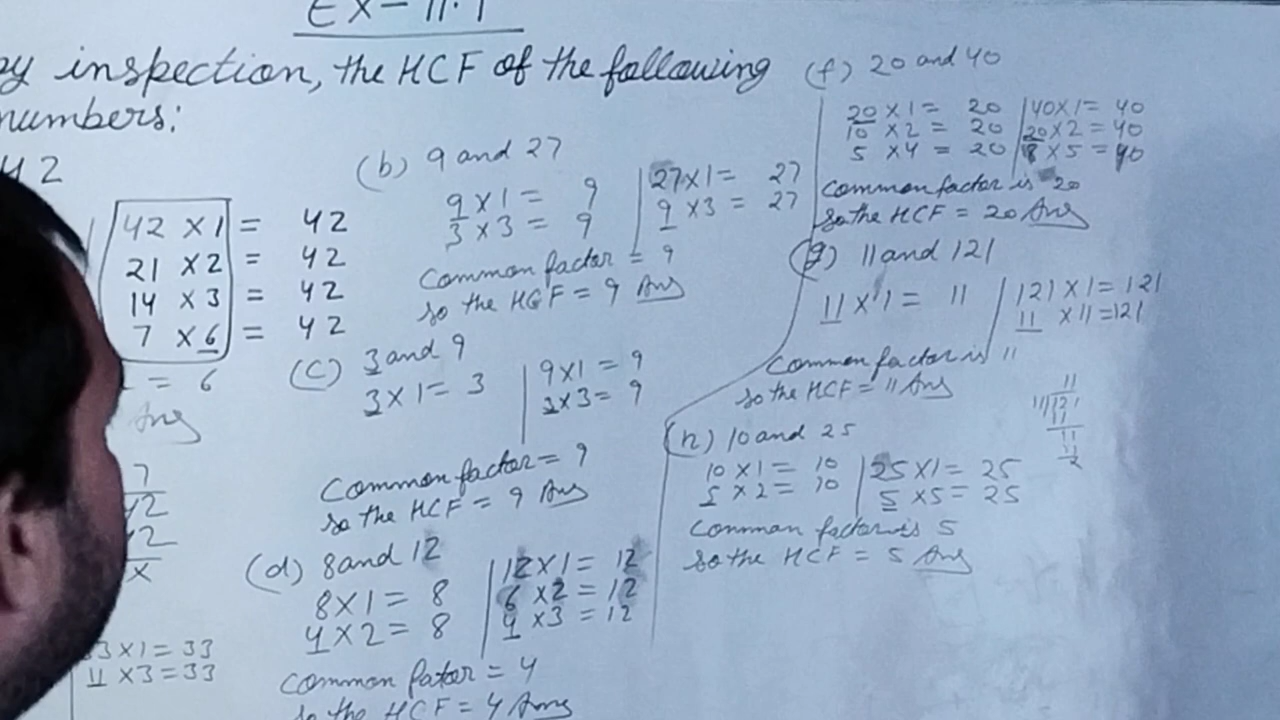 Ex-11.1
by inspection, the HCF of the following
numbers:
42
42 ×1 = 42
21 ×2 = 42
14 ×3 = 42
7 ×6 = 42
= 6
Ans
7
42
42
×
33×1=33
11 ×3=33
(b) 9 and 27
9×1= 9 | 27×1= 27
3×3= 9 | 9 ×3= 27
Common factor = 9
so the HCF = 9 Ans
(c) 3 and 9
3×1= 3 | 9×1= 9
3×3= 9
Common factor = 9
so the HCF = 9 Ans
(d) 8 and 12
8×1= 8 | 12×1= 12
4×2= 8 | 6 ×2= 12
4 ×3 =12
Common fator = 4
so the HCF = 4 Ans
(f) 20 and 40
20 ×1= 20 | 40×1= 40
10 ×2 = 20 | 20×2=40
5 ×4 = 20 | 8 ×5 = 40
Common factor is 20
so the HCF = 20 Ans
(g) 11 and 121
11×1= 11 | 121 ×1=121
11 ×11=121
Common factor is 11
so the HCF = 11 Ans
11
11)121
11
11
11
(h) 10 and 25
10 ×1= 10 | 25×1= 25
5 ×2= 10 | 5 ×5= 25
Common factor is 5
so the HCF = 5 Ans